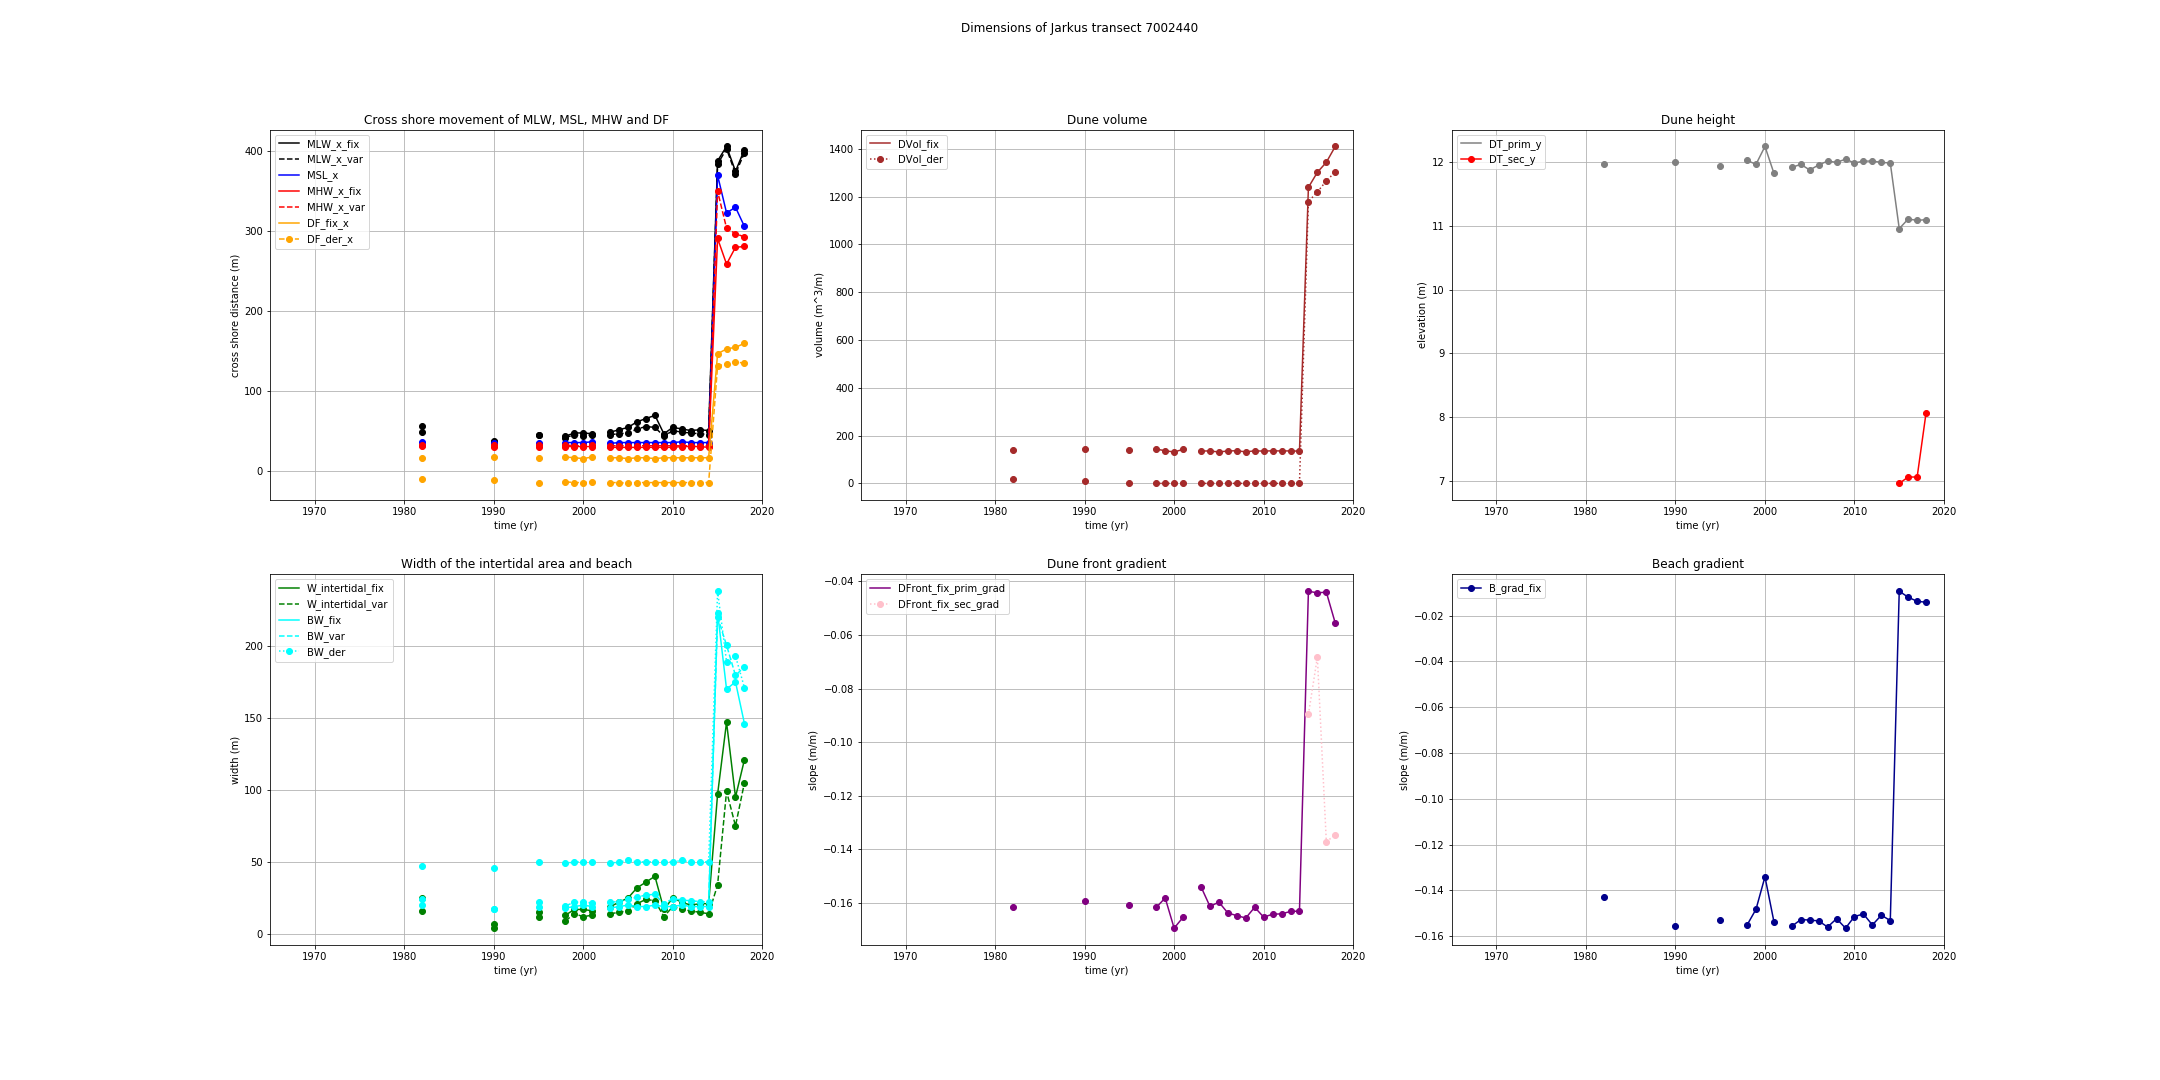 Dimensions of Jarkus transect 7002440
Cross shore movement of MLW, MSL, MHW and DF
MLW_x_fix
MLW_x_var
MSL_x
MHW_x_fix
MHW_x_var
DF_fix_x
DF_der_x
cross shore distance (m)
400
300
200
100
0
1970 1980 1990 2000 2010 2020
time (yr)
Dune volume
DVol_fix
DVol_der
volume (m^3/m)
1400
1200
1000
800
600
400
200
0
1970 1980 1990 2000 2010 2020
time (yr)
Dune height
DT_prim_y
DT_sec_y
elevation (m)
12
11
10
9
8
7
1970 1980 1990 2000 2010 2020
time (yr)
Width of the intertidal area and beach
W_intertidal_fix
W_intertidal_var
BW_fix
BW_var
BW_der
width (m)
200
150
100
50
0
1970 1980 1990 2000 2010 2020
time (yr)
Dune front gradient
DFront_fix_prim_grad
DFront_fix_sec_grad
slope (m/m)
−0.04
−0.06
−0.08
−0.10
−0.12
−0.14
−0.16
1970 1980 1990 2000 2010 2020
time (yr)
Beach gradient
B_grad_fix
slope (m/m)
−0.02
−0.04
−0.06
−0.08
−0.10
−0.12
−0.14
−0.16
1970 1980 1990 2000 2010 2020
time (yr)